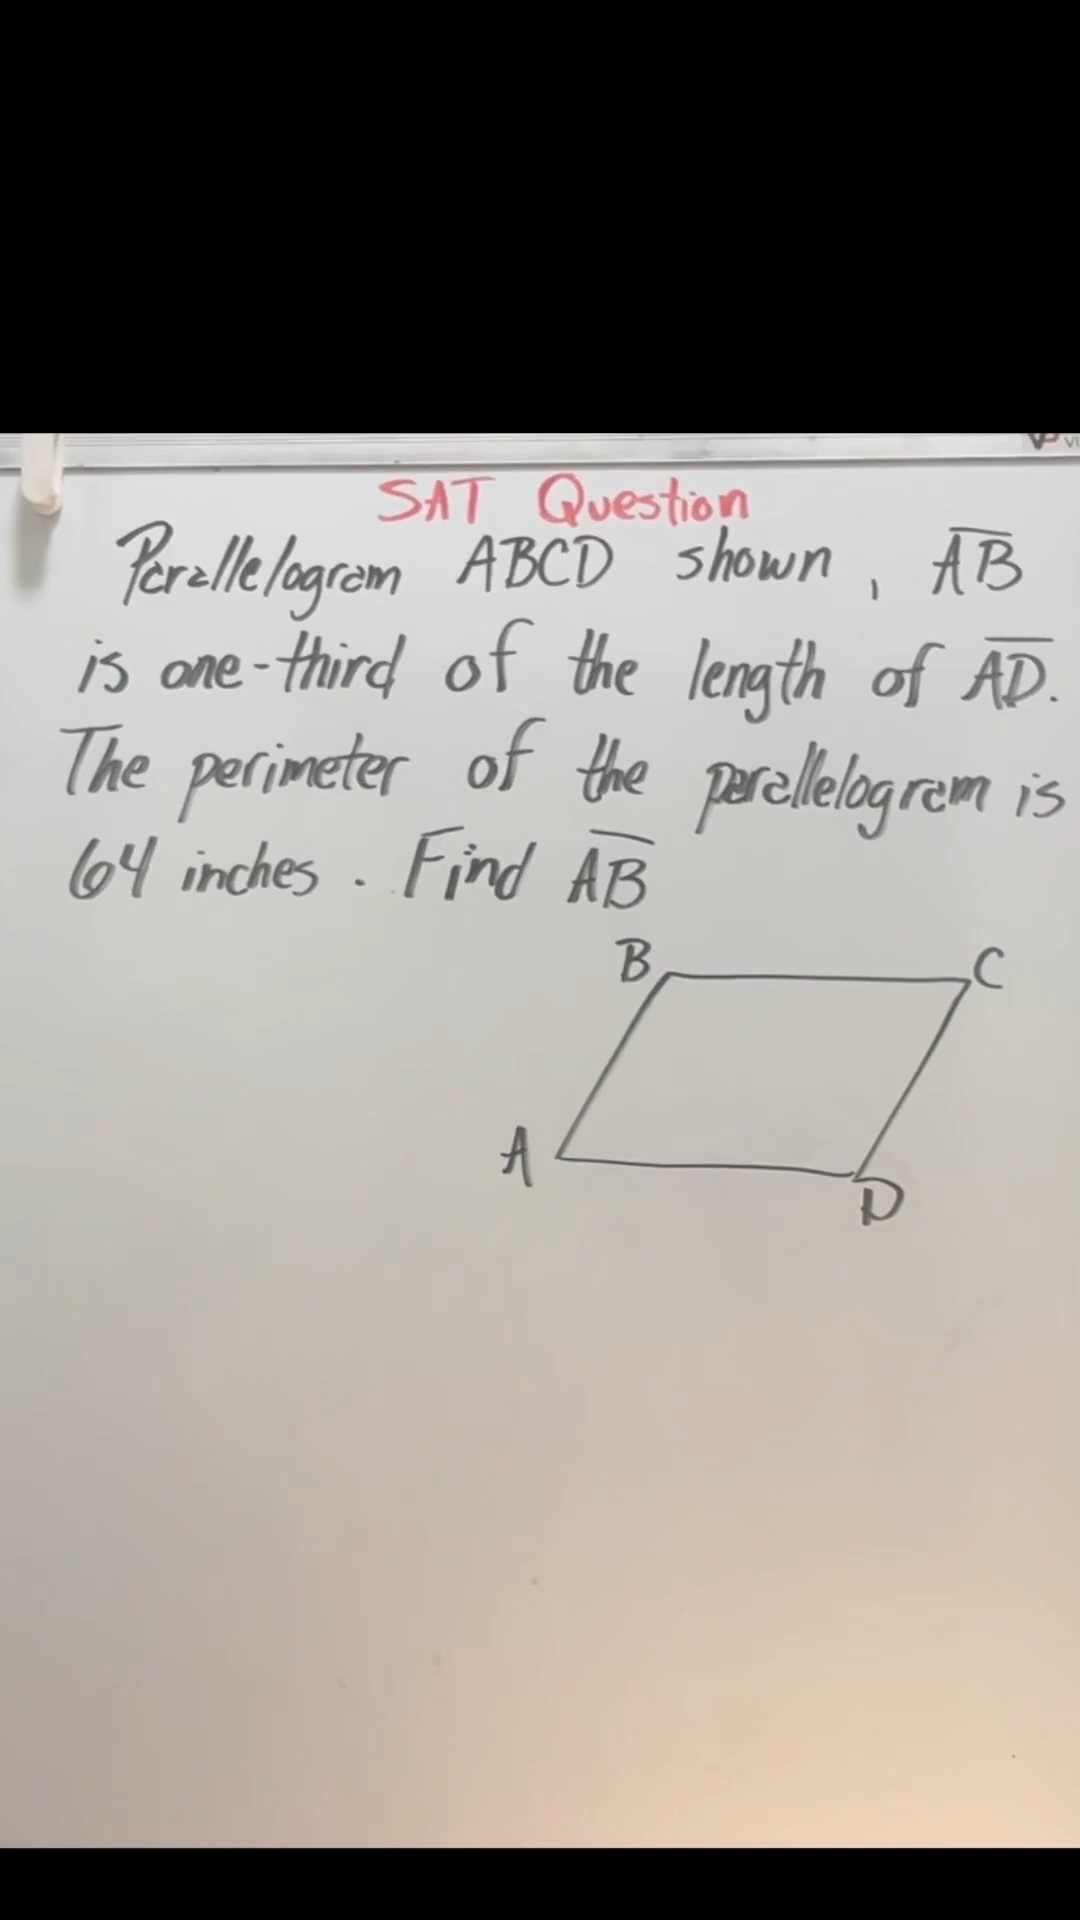 SAT Question
Parallelogram ABCD shown, AB
is one-third of the length of AD.
The perimeter of the parallelogram is
64 inches. Find AB
B
C
A
D